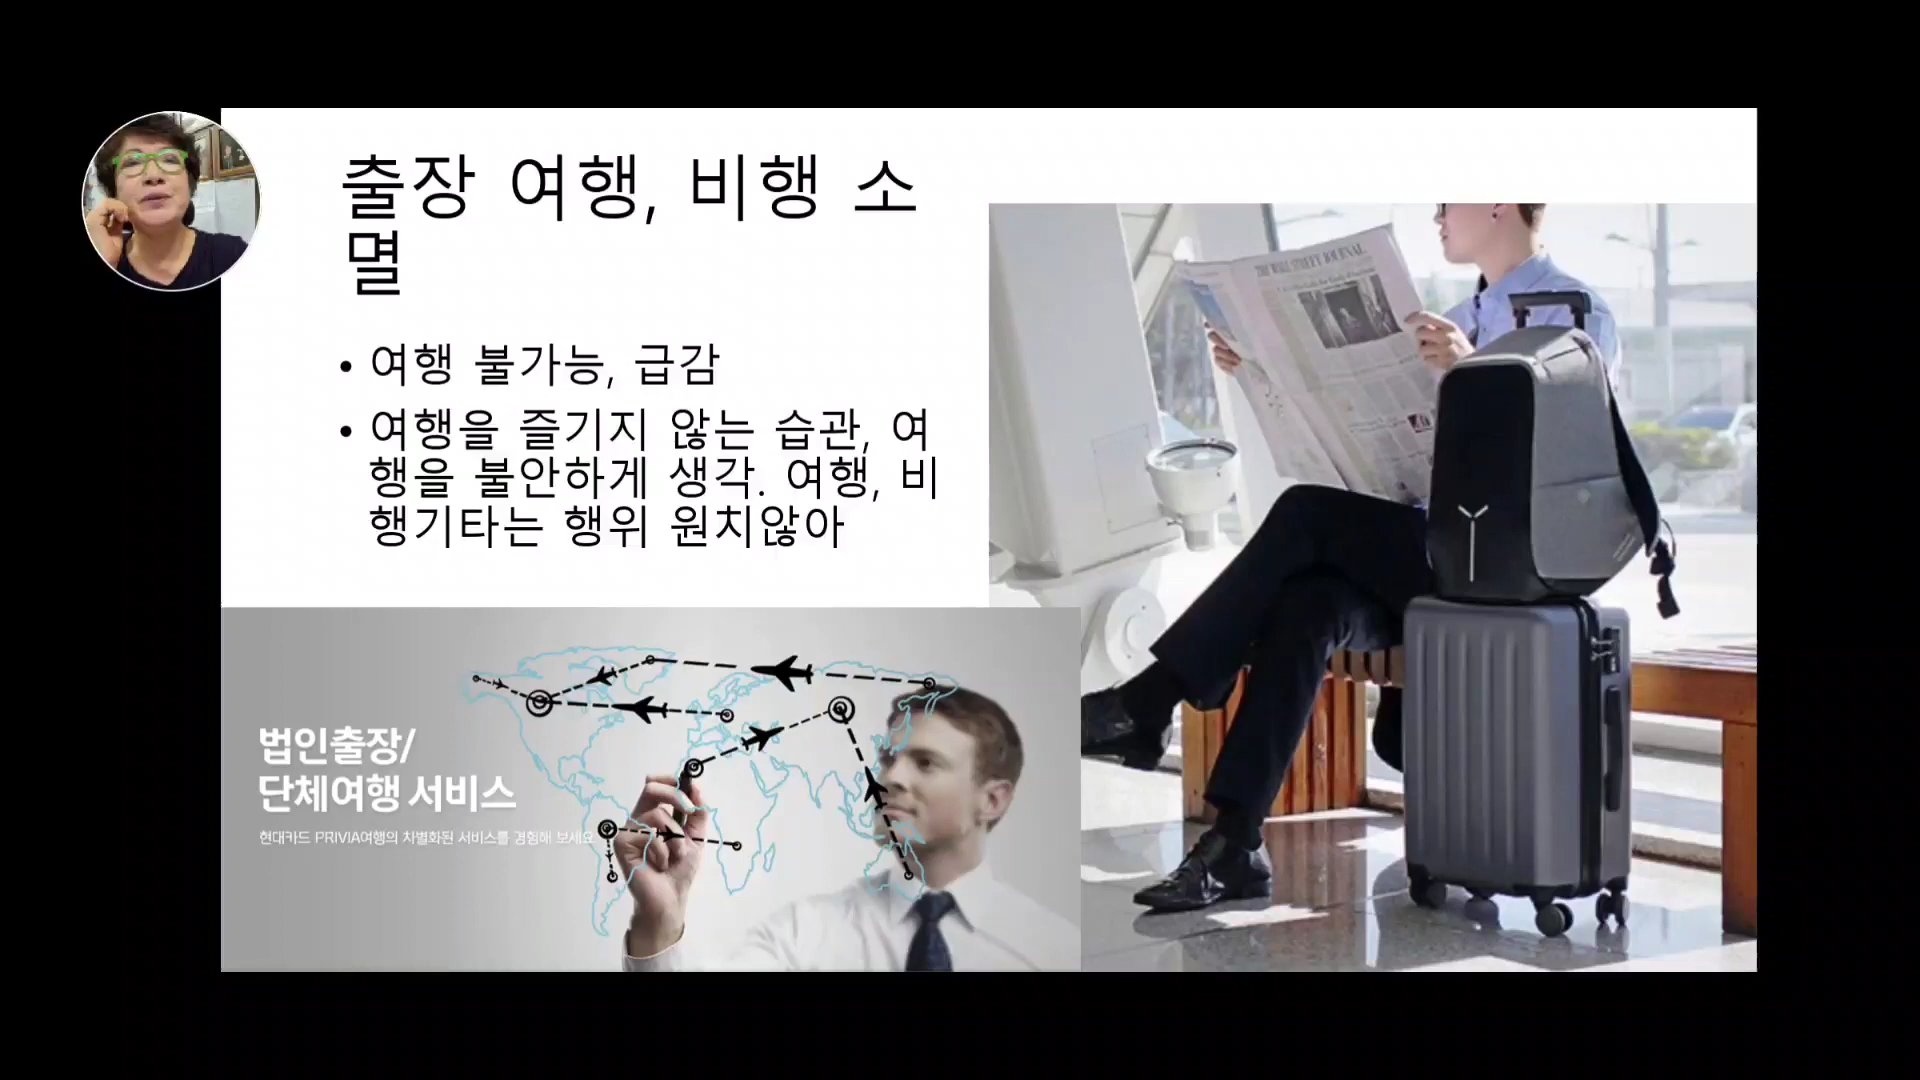 출장 여행, 비행 소
멸
• 여행 불가능, 급감
• 여행을 즐기지 않는 습관, 여
행을 불안하게 생각. 여행, 비
행기타는 행위 원치않아
THE WALL STREET JOURNAL.
법인출장/
단체여행 서비스
현대카드 PRIVIA여행의 차별화된 서비스를 경험해 보세요